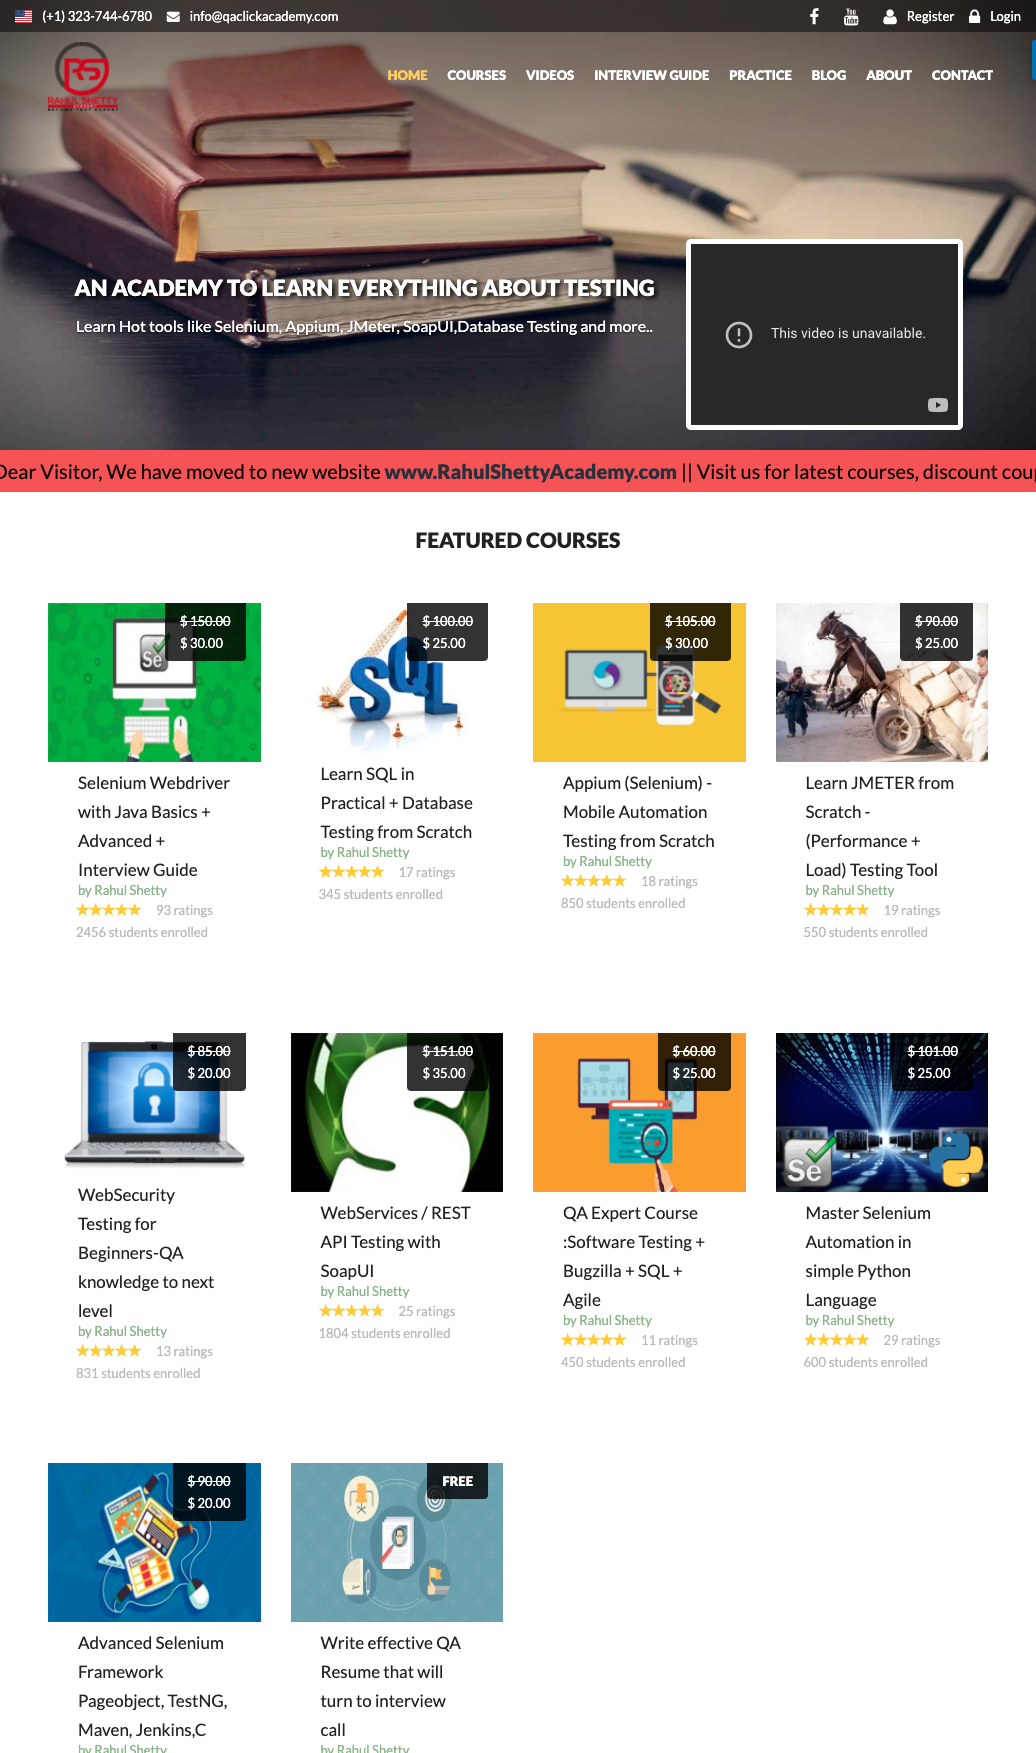 (+1) 323-744-6780 info@qaclickacademy.com You Tube Register Login
RS
RAHUL SHETTY
HOME COURSES VIDEOS INTERVIEW GUIDE PRACTICE BLOG ABOUT CONTACT
AN ACADEMY TO LEARN EVERYTHING ABOUT TESTING
Learn Hot tools like Selenium, Appium, JMeter, SoapUI,Database Testing and more..
This video is unavailable.
Dear Visitor, We have moved to new website www.RahulShettyAcademy.com || Visit us for latest courses, discount cou
FEATURED COURSES
$ 150.00
$ 30.00
Se
Selenium Webdriver
with Java Basics +
Advanced +
Interview Guide
by Rahul Shetty
93 ratings
2456 students enrolled
$ 100.00
$ 25.00
SQL
Learn SQL in
Practical + Database
Testing from Scratch
by Rahul Shetty
17 ratings
345 students enrolled
$ 105.00
$ 30.00
Appium (Selenium) -
Mobile Automation
Testing from Scratch
by Rahul Shetty
18 ratings
850 students enrolled
$ 90.00
$ 25.00
Learn JMETER from
Scratch -
(Performance +
Load) Testing Tool
by Rahul Shetty
19 ratings
550 students enrolled
$ 85.00
$ 20.00
WebSecurity
Testing for
Beginners-QA
knowledge to next
level
by Rahul Shetty
13 ratings
831 students enrolled
$ 151.00
$ 35.00
WebServices / REST
API Testing with
SoapUI
by Rahul Shetty
25 ratings
1804 students enrolled
$ 60.00
$ 25.00
QA Expert Course
:Software Testing +
Bugzilla + SQL +
Agile
by Rahul Shetty
11 ratings
450 students enrolled
$ 101.00
$ 25.00
Se
Master Selenium
Automation in
simple Python
Language
by Rahul Shetty
29 ratings
600 students enrolled
$ 90.00
$ 20.00
Advanced Selenium
Framework
Pageobject, TestNG,
Maven, Jenkins,C
by Rahul Shetty
FREE
Write effective QA
Resume that will
turn to interview
call
by Rahul Shetty